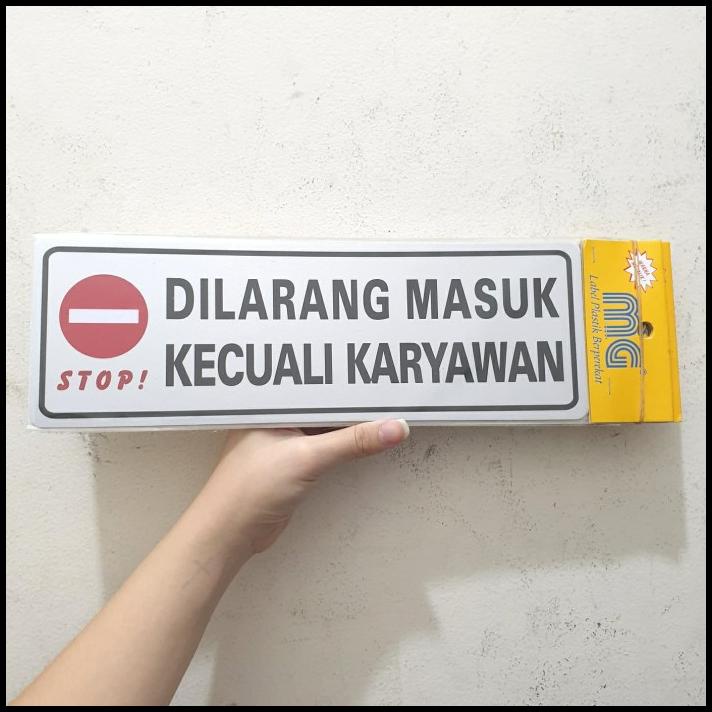 DILARANG MASUK
KECUALI KARYAWAN
STOP!
MG
Label Plastik Berperekat